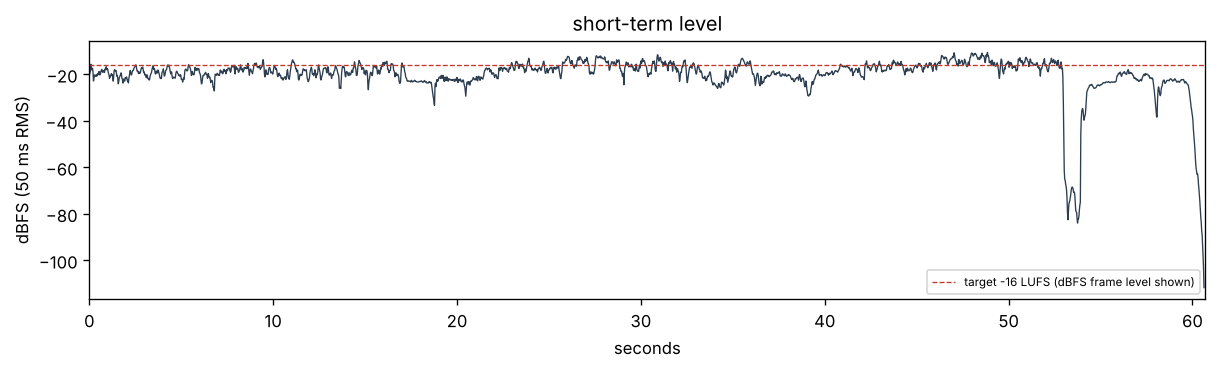 short-term level
dBFS (50 ms RMS)
−20
−40
−60
−80
−100
target -16 LUFS (dBFS frame level shown)
0 10 20 30 40 50 60
seconds